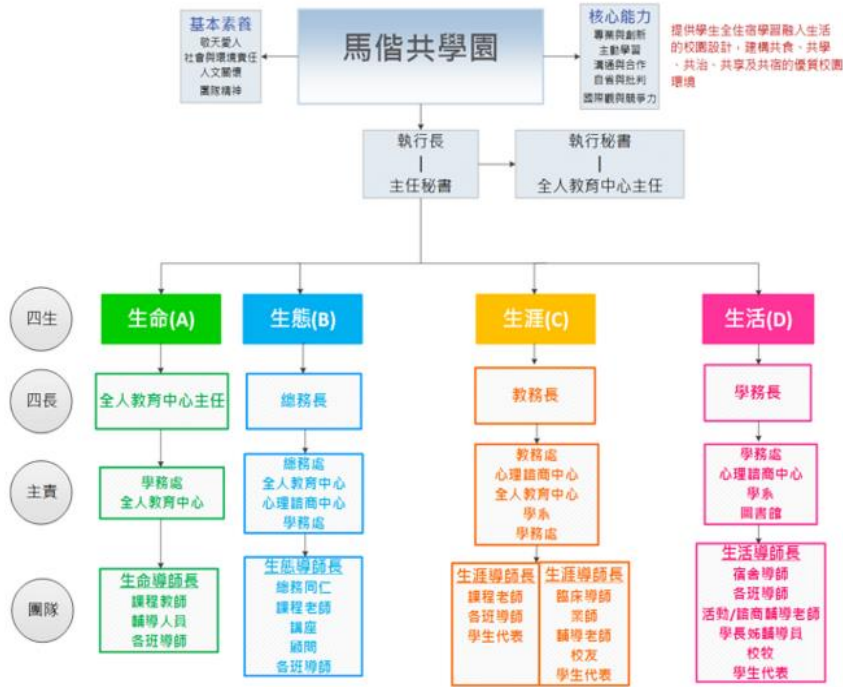 基本素養
敬天愛人
社會與環境責任
人文關懷
團隊精神
馬偕共學園
核心能力
專業與創新
主動學習
溝通與合作
自省與批判
國際觀與競爭力
提供學生全住宿學習融入生活
的校園設計，建構共食、共學
、共治、共享及共宿的優質校園
環境
執行長
主任秘書
執行秘書
全人教育中心主任
四生
生命(A)
生態(B)
生涯(C)
生活(D)
四長
全人教育中心主任
總務長
教務長
學務長
主責
學務處
全人教育中心
總務處
全人教育中心
心理諮商中心
學務處
教務處
心理諮商中心
全人教育中心
學系
學務處
學務處
心理諮商中心
學系
圖書館
團隊
生命導師長
課程教師
輔導人員
各班導師
生態導師長
總務同仁
課程老師
講座
顧問
各班導師
生涯導師長
課程老師
各班導師
學生代表
生涯導師長
臨床導師
業師
輔導老師
校友
學生代表
生活導師長
宿舍導師
各班導師
活動/諮商輔導老師
學長姊輔導員
校牧
學生代表